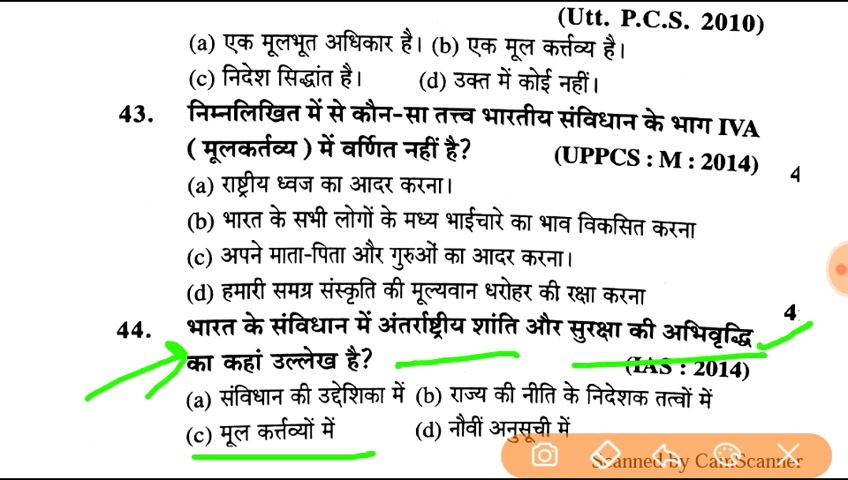 (Utt. P.C.S. 2010)
(a) एक मूलभूत अधिकार है। (b) एक मूल कर्त्तव्य है।
(c) निदेश सिद्धांत है। (d) उक्त में कोई नहीं।
43. निम्नलिखित में से कौन-सा तत्त्व भारतीय संविधान के भाग IVA
( मूलकर्तव्य ) में वर्णित नहीं है? (UPPCS : M : 2014)
4
(a) राष्ट्रीय ध्वज का आदर करना।
(b) भारत के सभी लोगों के मध्य भाईचारे का भाव विकसित करना
(c) अपने माता-पिता और गुरुओं का आदर करना।
(d) हमारी समग्र संस्कृति की मूल्यवान धरोहर की रक्षा करना
4
44. भारत के संविधान में अंतर्राष्ट्रीय शांति और सुरक्षा की अभिवृद्धि
का कहां उल्लेख है? (IAS : 2014)
(a) संविधान की उद्देशिका में (b) राज्य की नीति के निदेशक तत्वों में
(c) मूल कर्त्तव्यों में (d) नौवीं अनुसूची में
Scanned by CamScanner